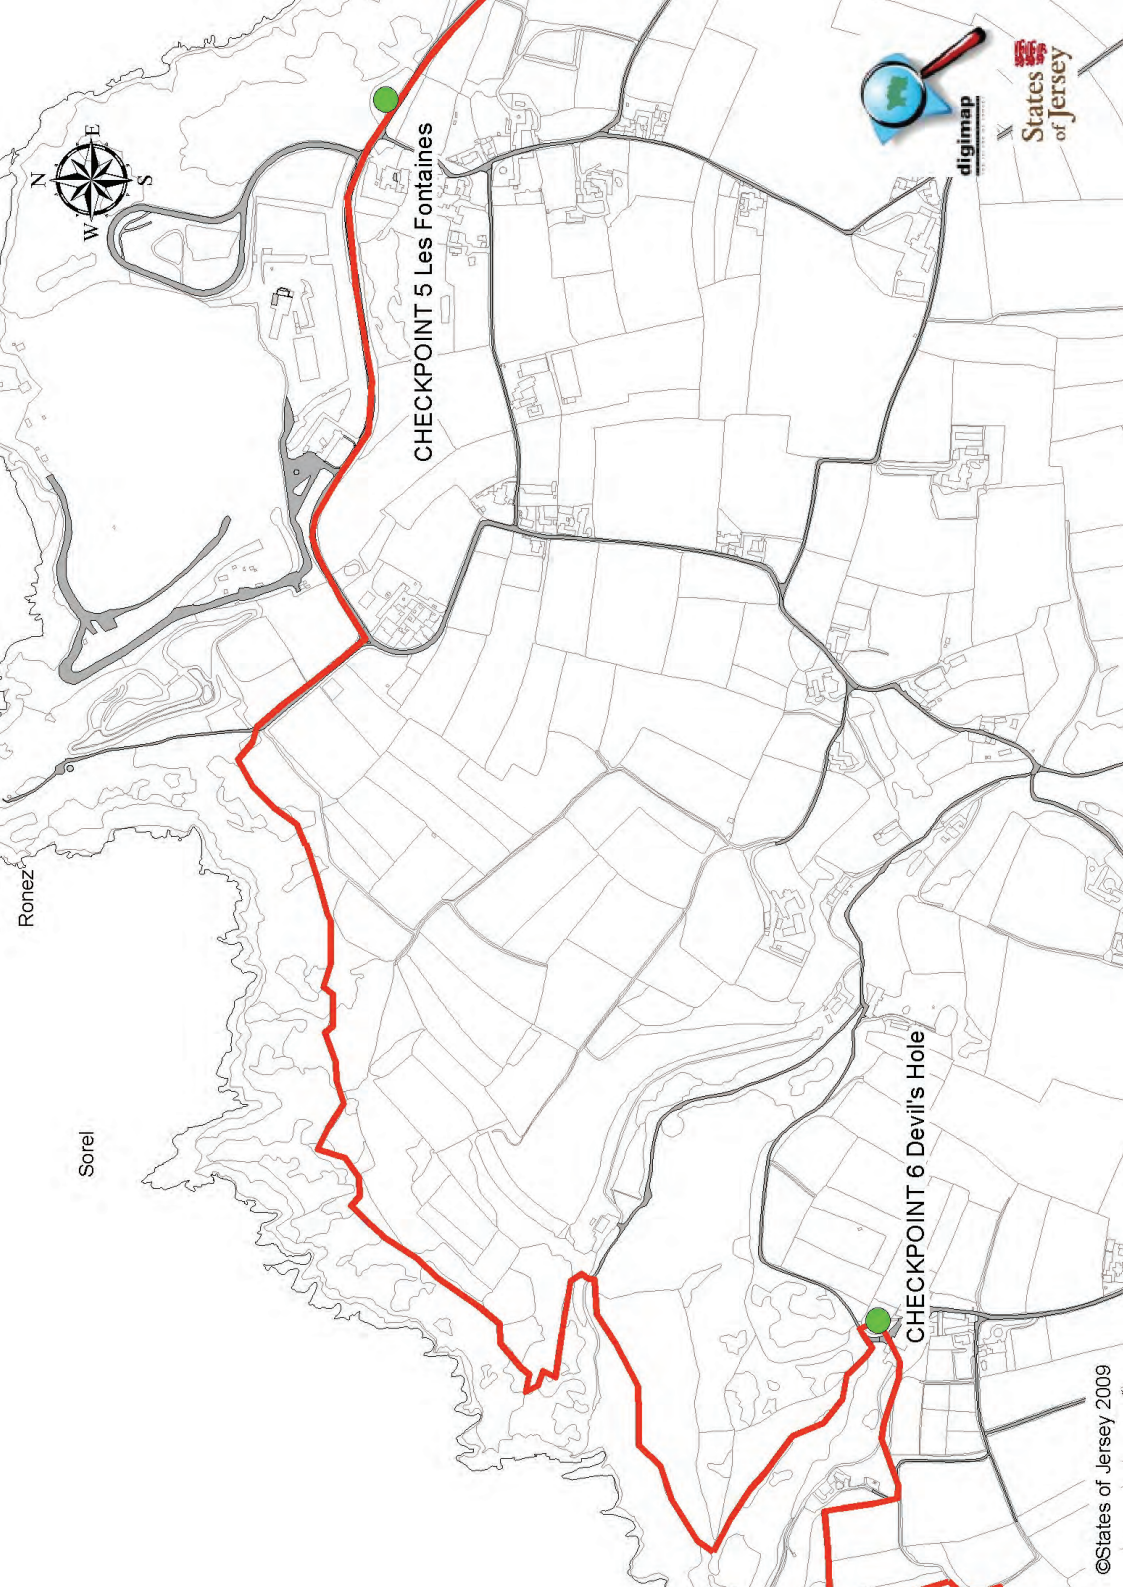 N
E
S
W
CHECKPOINT 5 Les Fontaines
Ronez
Sorel
CHECKPOINT 6 Devil's Hole
digimap
States
of Jersey
©States of Jersey 2009